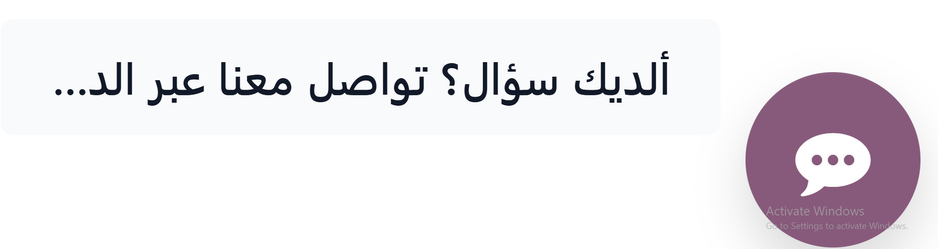 ألديك سؤال؟ تواصل معنا عبر الد...
Activate Windows
Go to Settings to activate Windows.